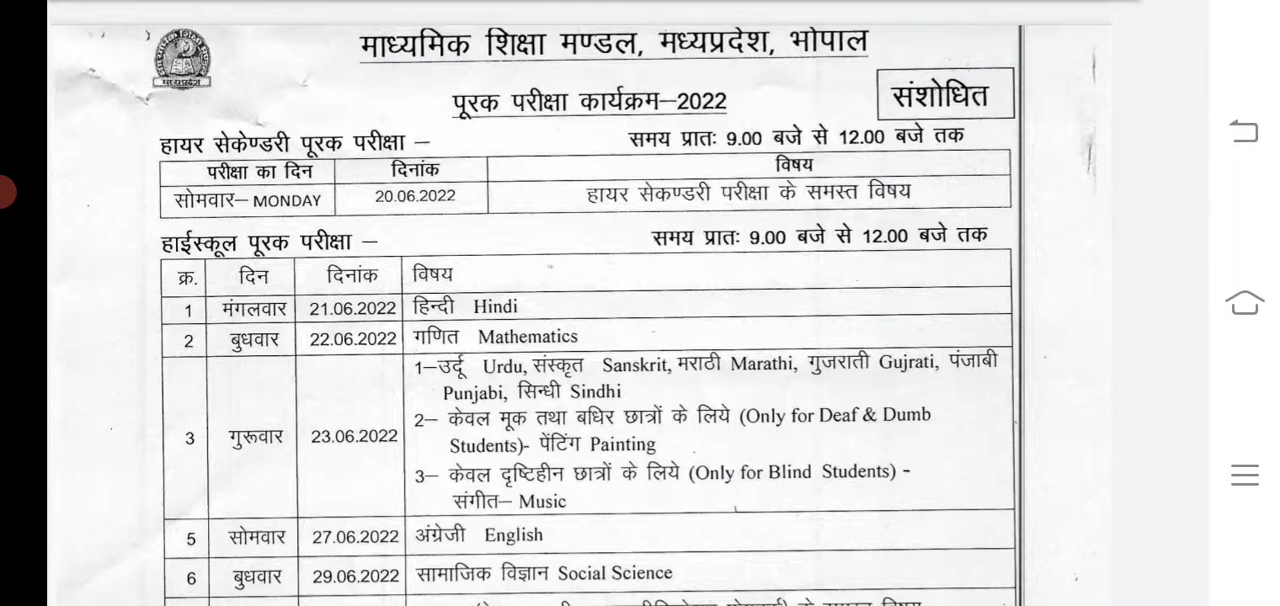 माध्यमिक शिक्षा मण्डल, मध्यप्रदेश, भोपाल
मध्यप्रदेश
पूरक परीक्षा कार्यक्रम–2022
संशोधित
हायर सेकेण्डरी पूरक परीक्षा – समय प्रातः 9.00 बजे से 12.00 बजे तक
परीक्षा का दिन दिनांक विषय
सोमवार– MONDAY 20.06.2022 हायर सेकण्डरी परीक्षा के समस्त विषय
हाईस्कूल पूरक परीक्षा – समय प्रातः 9.00 बजे से 12.00 बजे तक
क्र. दिन दिनांक विषय
1 मंगलवार 21.06.2022 हिन्दी Hindi
2 बुधवार 22.06.2022 गणित Mathematics
3 गुरूवार 23.06.2022 1–उर्दू Urdu, संस्कृत Sanskrit, मराठी Marathi, गुजराती Gujrati, पंजाबी
Punjabi, सिन्धी Sindhi
2– केवल मूक तथा बधिर छात्रों के लिये (Only for Deaf & Dumb
Students)- पेंटिंग Painting
3– केवल दृष्टिहीन छात्रों के लिये (Only for Blind Students) -
संगीत– Music
5 सोमवार 27.06.2022 अंग्रेजी English
6 बुधवार 29.06.2022 सामाजिक विज्ञान Social Science